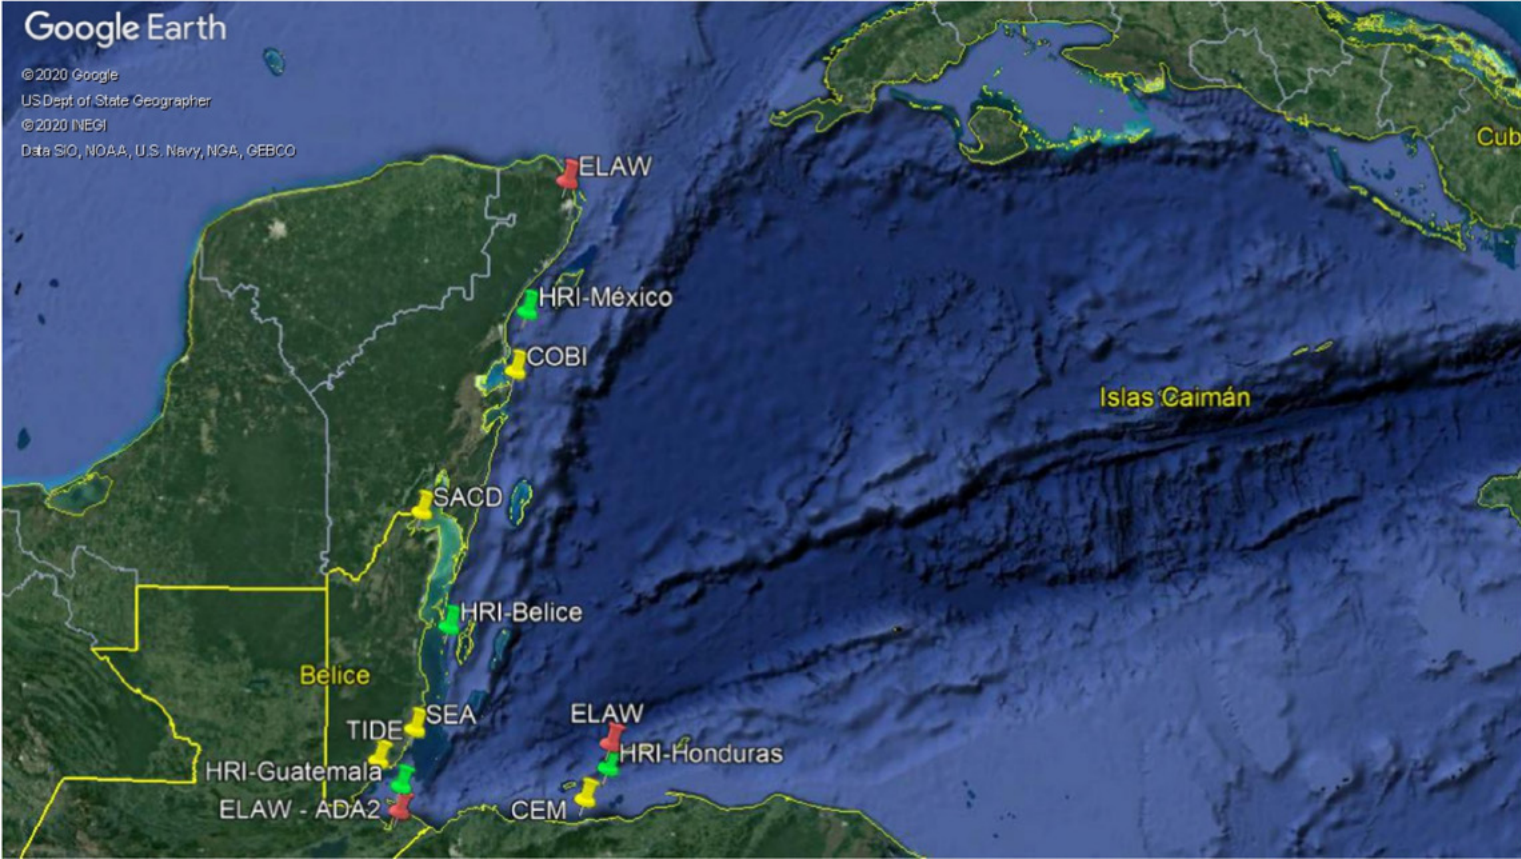 Google Earth
©2020 Google
US Dept of State Geographer
©2020 INEGI
Data SIO, NOAA, U.S. Navy, NGA, GEBCO
Cub
ELAW
HRI-México
COBI
Islas Caimán
SACD
HRI-Belice
Belice
SEA
ELAW
TIDE
HRI-Honduras
HRI-Guatemala
ELAW - ADA2
CEM